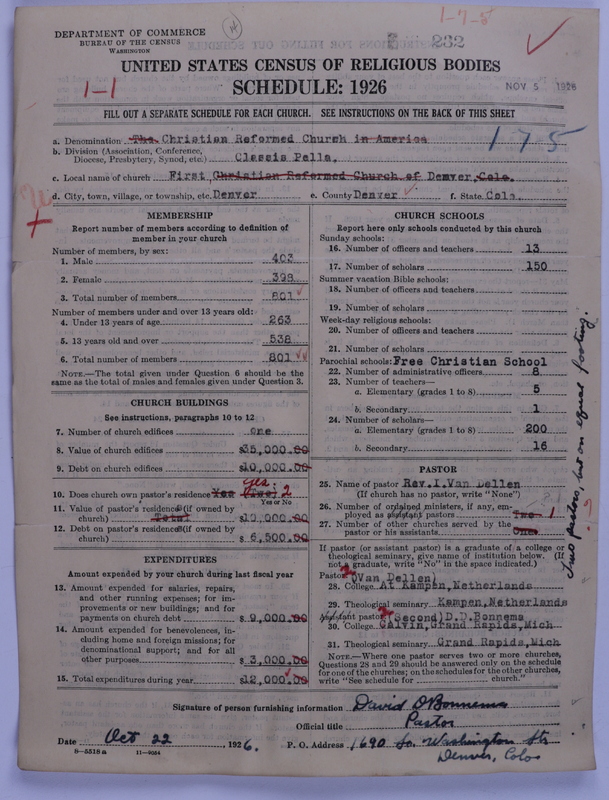 1-7-5
232
DEPARTMENT OF COMMERCE
BUREAU OF THE CENSUS
WASHINGTON
UNITED STATES CENSUS OF RELIGIOUS BODIES
1-1
SCHEDULE: 1926
NOV 5 1926
FILL OUT A SEPARATE SCHEDULE FOR EACH CHURCH. SEE INSTRUCTIONS ON THE BACK OF THIS SHEET
a. Denomination The Christian Reformed Church in America
175
b. Division (Association, Conference,
Diocese, Presbytery, Synod, etc.) Classis Pella,
c. Local name of church First Christian Reformed Church of Denver, Colo.
d. City, town, village, or township, etc. Denver e. County Denver f. State Colo.
MEMBERSHIP
Report number of members according to definition of
member in your church
Number of members, by sex:
1. Male 403
2. Female 398
3. Total number of members 801
Number of members under and over 13 years old:
4. Under 13 years of age 263
5. 13 years old and over 538
6. Total number of members 801
NOTE.—The total given under Question 6 should be
the same as the total of males and females given under Question 3.
CHURCH BUILDINGS
See instructions, paragraphs 10 to 12
7. Number of church edifices One
8. Value of church edifices $35,000.00
9. Debt on church edifices $10,000.00
yes.
10. Does church own pastor's residence Yes (Two) 2
Yes or No
11. Value of pastor's residences (if owned by
church) Total $10,000.00
12. Debt on pastor's residences (if owned by
church) $ 6,500.00
EXPENDITURES
Amount expended by your church during last fiscal year
13. Amount expended for salaries, repairs,
and other running expenses; for im-
provements or new buildings; and for
payments on church debt $ 9,000.00
14. Amount expended for benevolences, in-
cluding home and foreign missions; for
denominational support; and for all
other purposes $ 3,000.00
15. Total expenditures during year $12,000.00
CHURCH SCHOOLS
Report here only schools conducted by this church
Sunday schools:
16. Number of officers and teachers 13
17. Number of scholars 150
Summer vacation Bible schools:
18. Number of officers and teachers
19. Number of scholars
Week-day religious schools:
20. Number of officers and teachers
21. Number of scholars
Parochial schools: Free Christian School
22. Number of administrative officers 8
23. Number of teachers—
a. Elementary (grades 1 to 8) 5
b. Secondary 1
24. Number of scholars—
a. Elementary (grades 1 to 8) 200
b. Secondary 16
PASTOR
25. Name of pastor Rev. I. Van Dellen
(If church has no pastor, write "None")
26. Number of ordained ministers, if any, em-
ployed as assistant pastors Two 1
27. Number of other churches served by the
pastor or his assistants One
If pastor (or assistant pastor) is a graduate of a college or
theological seminary, give name of institution below. (If
not a graduate, write "No" in the space indicated.)
Pastor: (Van Dellen)
28. College At Kampen, Netherlands
29. Theological seminary Kampen, Netherlands
Assistant pastor: (Second) D.D. Bonnema
30. College Calvin, Grand Rapids, Mich
31. Theological seminary Grand Rapids, Mich
NOTE.—Where one pastor serves two or more churches,
Questions 28 and 29 should be answered only on the schedule
for one of the churches; on the schedules for the other churches,
write "See schedule for church."
two pastors, but on equal footing.
Signature of person furnishing information David D Bonnema
Official title Pastor
Date Oct 22 1926. P. O. Address 1690 So. Washington Str
Denver, Colo
B-5518a 11-9084